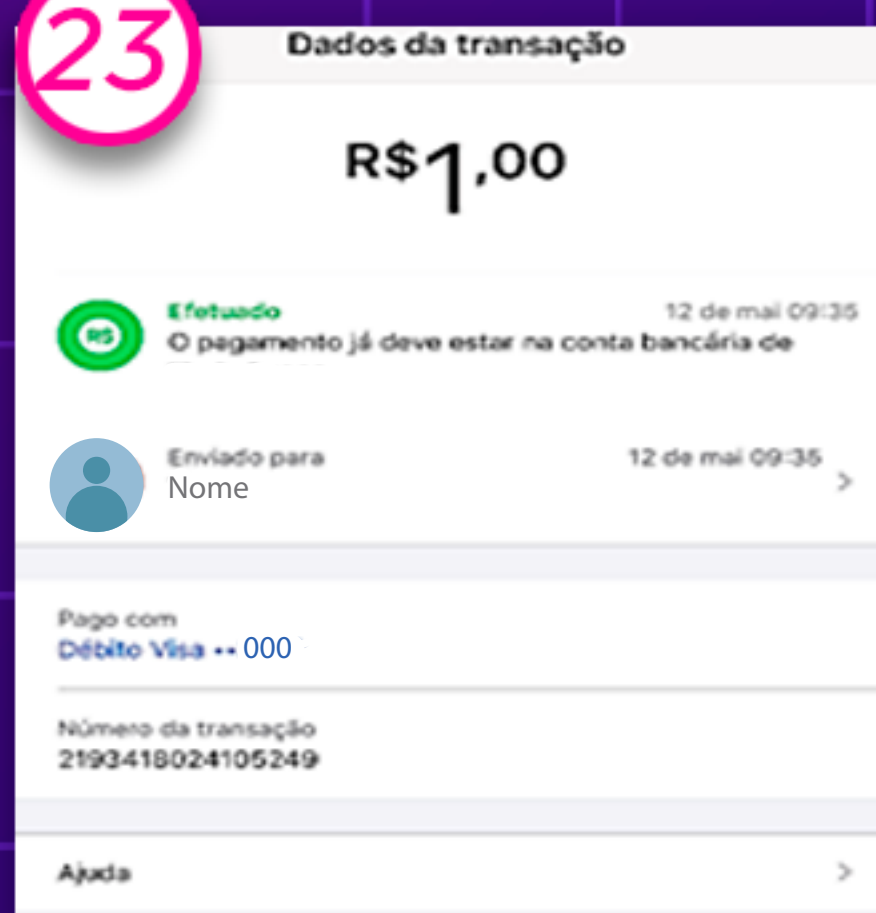 23
Dados da transação
R$1,00
R$
Efetuado
12 de mai 09:35
O pagamento já deve estar na conta bancária de
Enviado para
12 de mai 09:35
Nome
Pago com
Débito Visa •• 000
Número da transação
2193418024105249
Ajuda